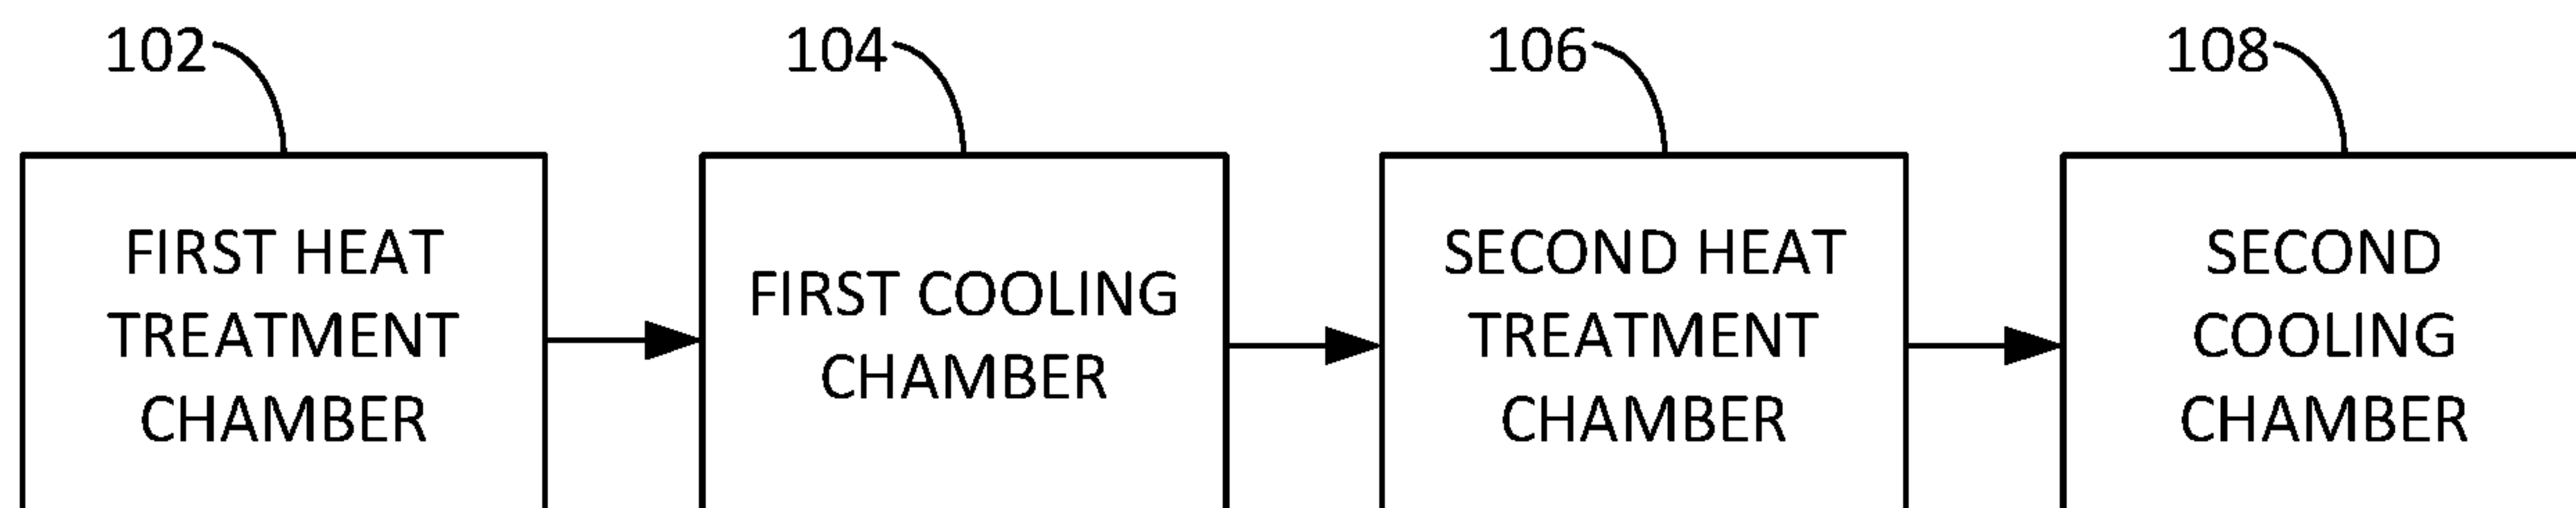 102
104
106
108
FIRST HEAT
TREATMENT
CHAMBER
FIRST COOLING
CHAMBER
SECOND HEAT
TREATMENT
CHAMBER
SECOND
COOLING
CHAMBER